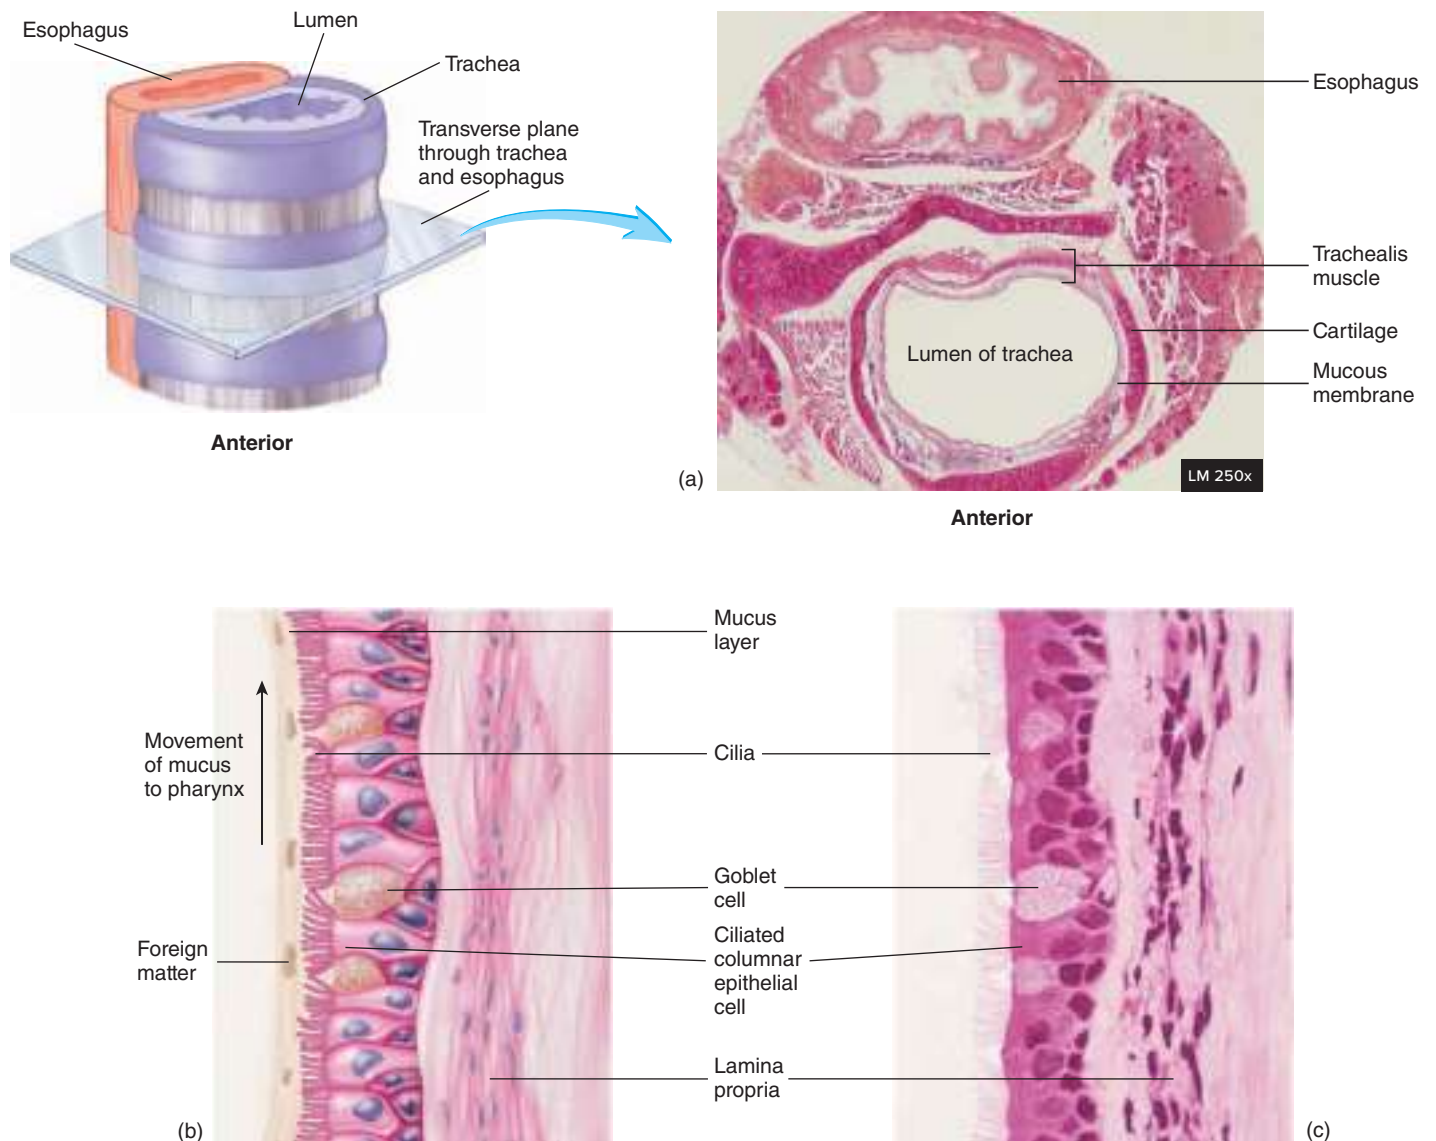 Esophagus
Lumen
Trachea
Transverse plane
through trachea
and esophagus
Anterior
(a)
Esophagus
Trachealis
muscle
Cartilage
Mucous
membrane
Lumen of trachea
LM 250x
Anterior
Mucus
layer
Movement
of mucus
to pharynx
Cilia
Goblet
cell
Foreign
matter
Ciliated
columnar
epithelial
cell
Lamina
propria
(b)
(c)